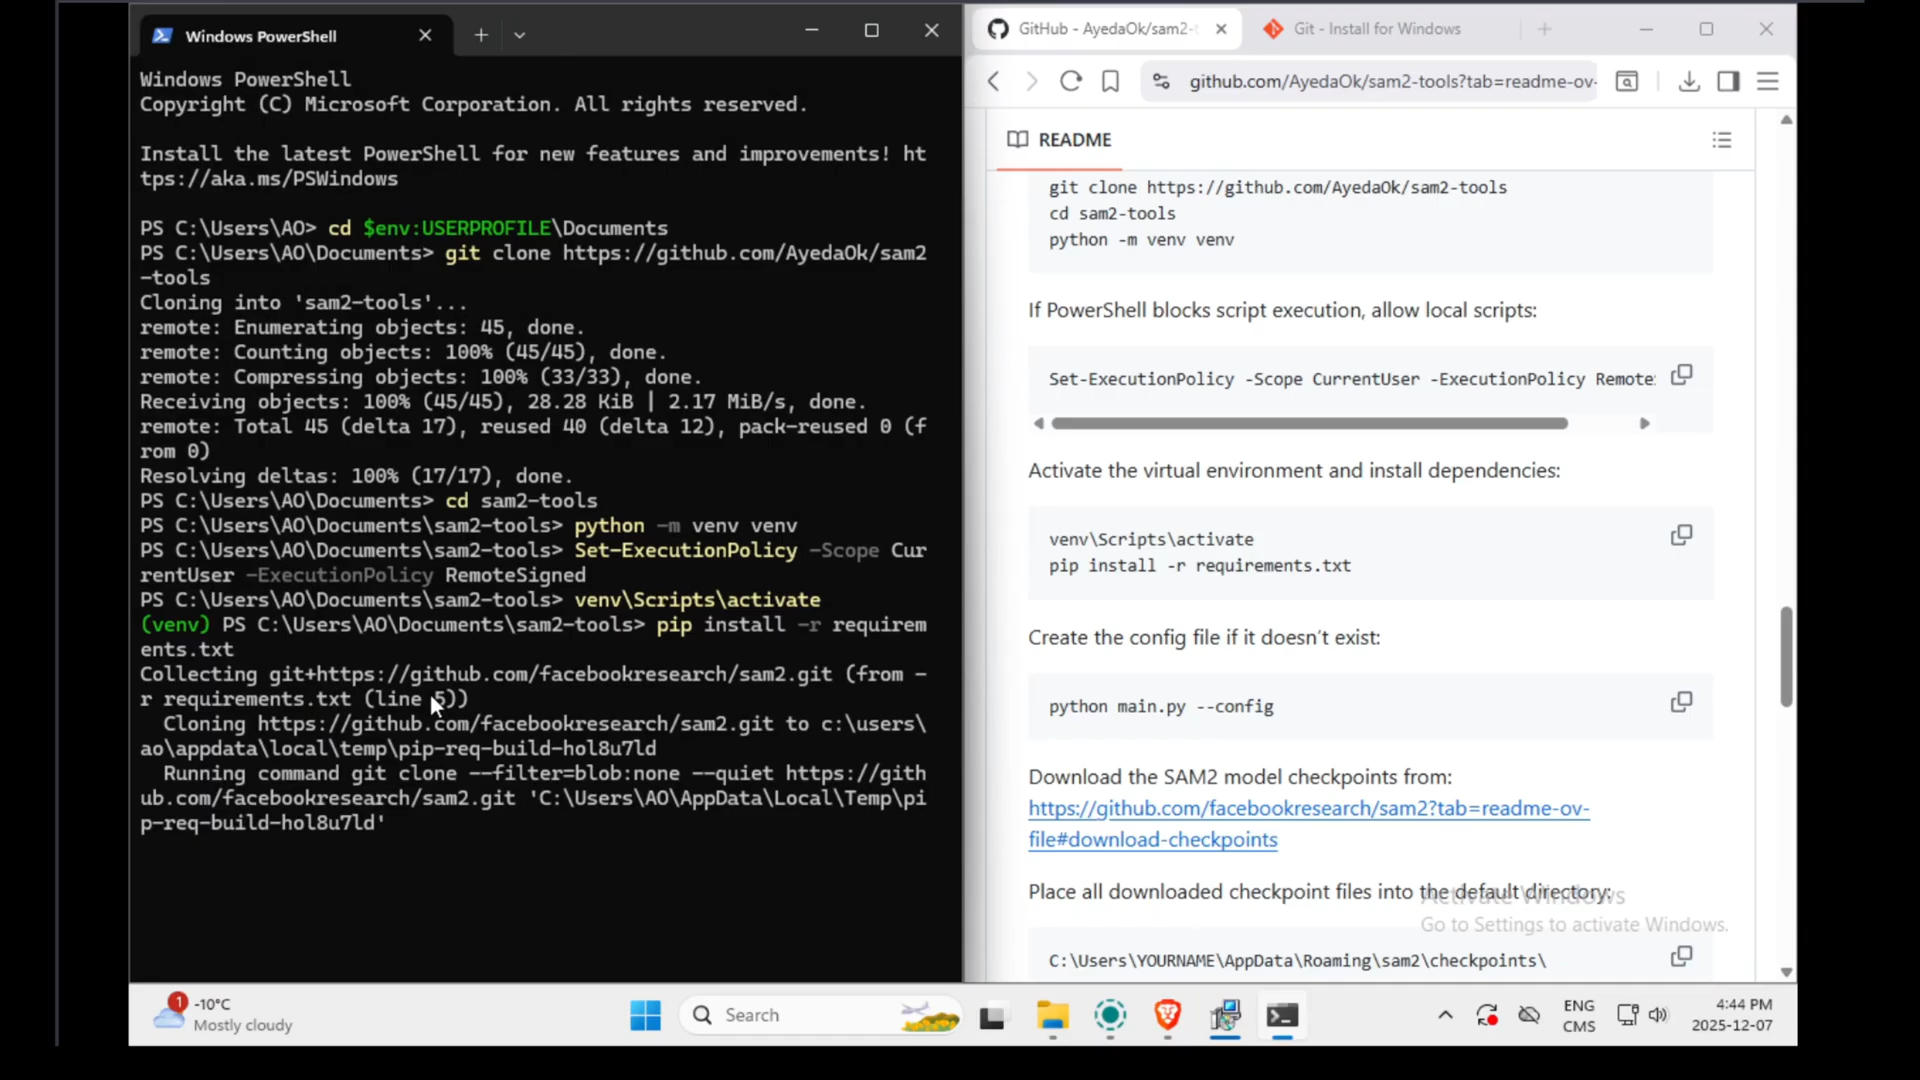 Windows PowerShell
Windows PowerShell
Copyright (C) Microsoft Corporation. All rights reserved.
Install the latest PowerShell for new features and improvements! ht
tps://aka.ms/PSWindows
PS C:\Users\AO> cd $env:USERPROFILE\Documents
PS C:\Users\AO\Documents> git clone https://github.com/AyedaOk/sam2
-tools
Cloning into 'sam2-tools'...
remote: Enumerating objects: 45, done.
remote: Counting objects: 100% (45/45), done.
remote: Compressing objects: 100% (33/33), done.
Receiving objects: 100% (45/45), 28.28 KiB | 2.17 MiB/s, done.
remote: Total 45 (delta 17), reused 40 (delta 12), pack-reused 0 (f
rom 0)
Resolving deltas: 100% (17/17), done.
PS C:\Users\AO\Documents> cd sam2-tools
PS C:\Users\AO\Documents\sam2-tools> python -m venv venv
PS C:\Users\AO\Documents\sam2-tools> Set-ExecutionPolicy -Scope Cur
rentUser -ExecutionPolicy RemoteSigned
PS C:\Users\AO\Documents\sam2-tools> venv\Scripts\activate
(venv) PS C:\Users\AO\Documents\sam2-tools> pip install -r requirem
ents.txt
Collecting git+https://github.com/facebookresearch/sam2.git (from -
r requirements.txt (line 5))
Cloning https://github.com/facebookresearch/sam2.git to c:\users\
ao\appdata\local\temp\pip-req-build-hol8u7ld
Running command git clone --filter=blob:none --quiet https://gith
ub.com/facebookresearch/sam2.git 'C:\Users\AO\AppData\Local\Temp\pi
p-req-build-hol8u7ld'
GitHub - AyedaOk/sam2-t
Git - Install for Windows
github.com/AyedaOk/sam2-tools?tab=readme-ov-
README
git clone https://github.com/AyedaOk/sam2-tools
cd sam2-tools
python -m venv venv
If PowerShell blocks script execution, allow local scripts:
Set-ExecutionPolicy -Scope CurrentUser -ExecutionPolicy Remote
Activate the virtual environment and install dependencies:
venv\Scripts\activate
pip install -r requirements.txt
Create the config file if it doesn't exist:
python main.py --config
Download the SAM2 model checkpoints from:
https://github.com/facebookresearch/sam2?tab=readme-ov-
file#download-checkpoints
Place all downloaded checkpoint files into the default directory:
Activate Windows
Go to Settings to activate Windows.
C:\Users\YOURNAME\AppData\Roaming\sam2\checkpoints\
1
-10°C
Mostly cloudy
Search
ENG
CMS
4:44 PM
2025-12-07